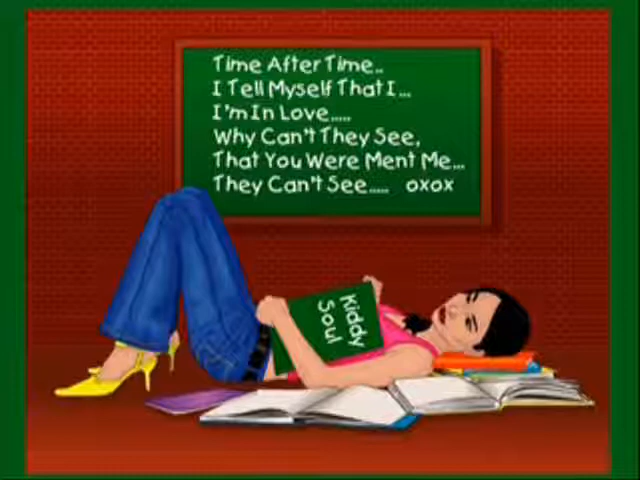 Time After Time..
I Tell Myself That I...
I'm In Love.....
Why Can't They See,
That You Were Ment Me...
They Can't See..... oxox
Kiddy
Soul